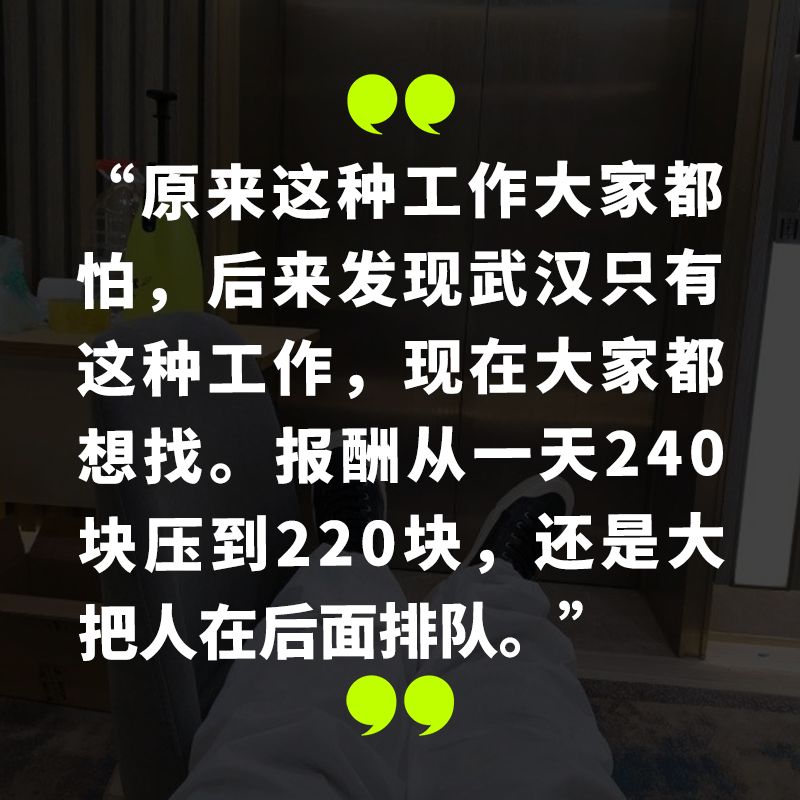 “原来这种工作大家都
怕，后来发现武汉只有
这种工作，现在大家都
想找。报酬从一天240
块压到220块，还是大
把人在后面排队。”